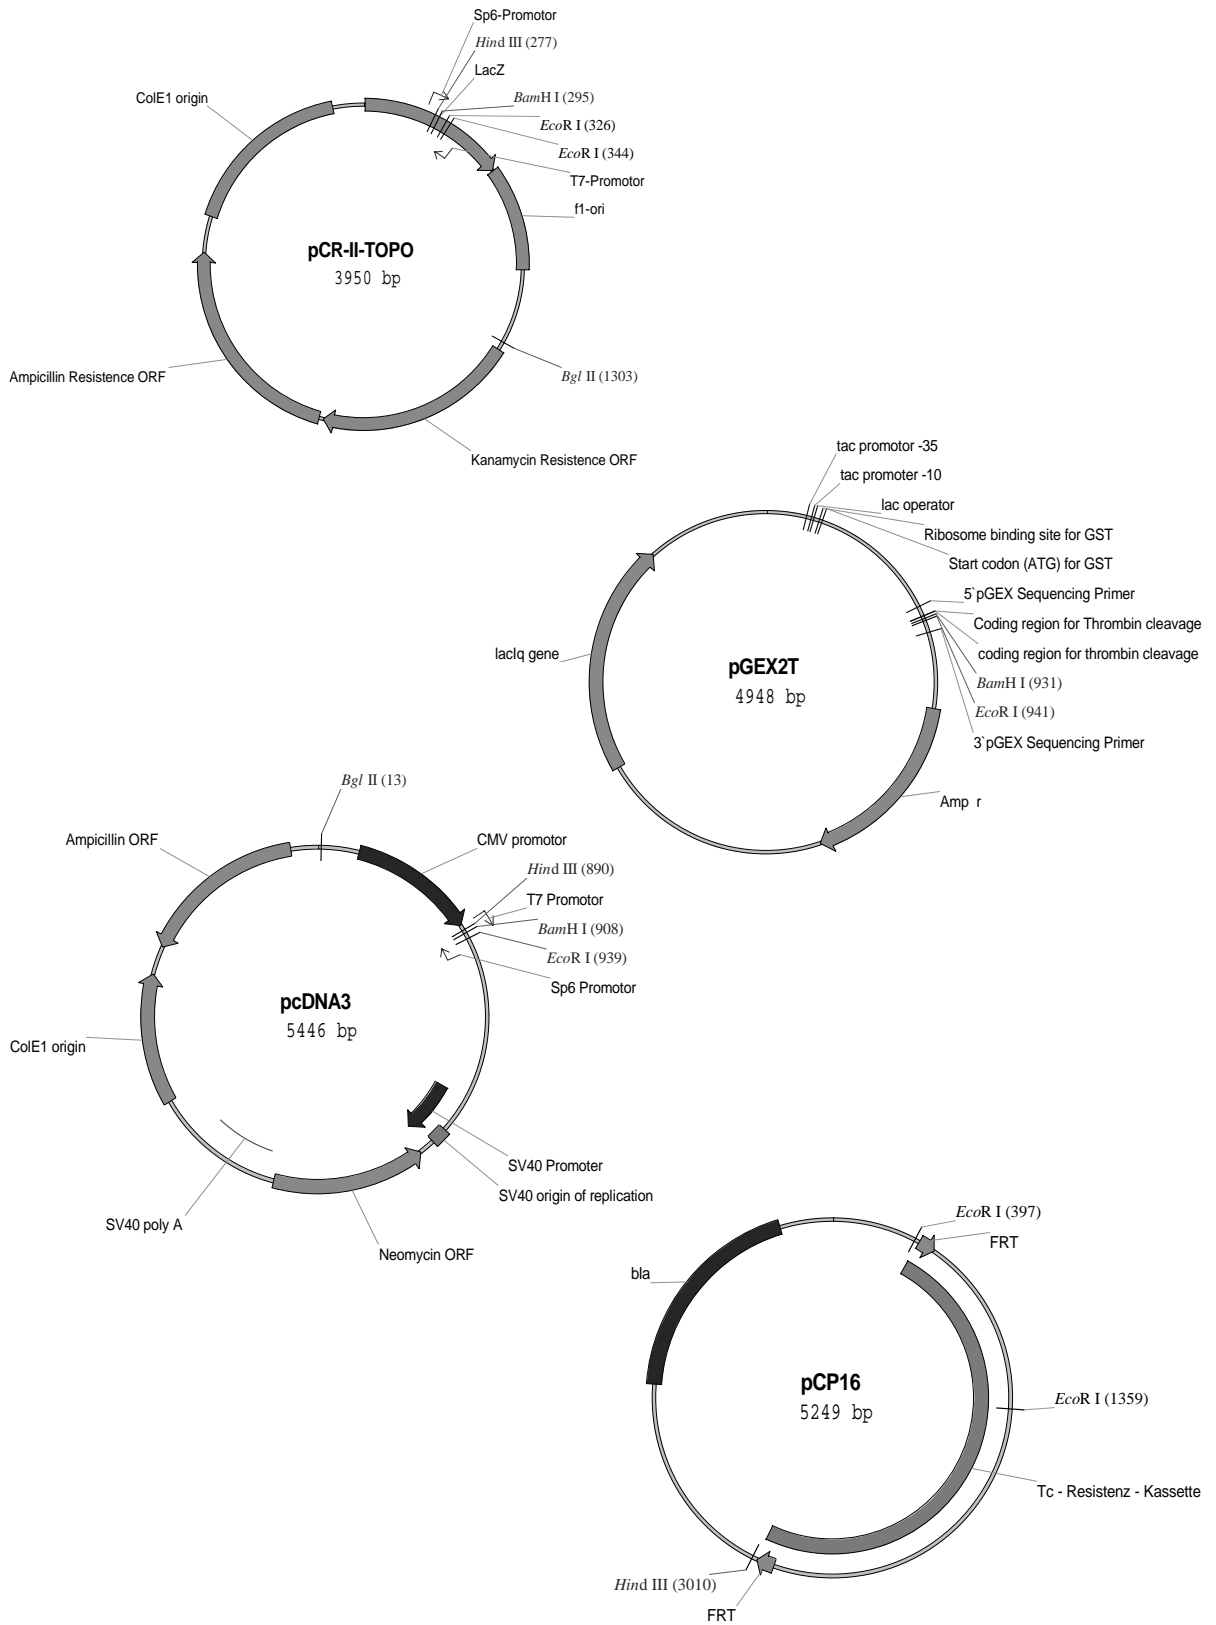 Sp6-Promotor
Hind III (277)
LacZ
ColE1 origin
BamH I (295)
EcoR I (326)
EcoR I (344)
T7-Promotor
f1-ori
pCR-II-TOPO
3950 bp
Ampicillin Resistence ORF
Bgl II (1303)
Kanamycin Resistence ORF
tac promotor -35
tac promoter -10
lac operator
Ribosome binding site for GST
Start codon (ATG) for GST
5`pGEX Sequencing Primer
Coding region for Thrombin cleavage
coding region for thrombin cleavage
lacIq gene
pGEX2T
4948 bp
BamH I (931)
EcoR I (941)
3`pGEX Sequencing Primer
Amp r
Bgl II (13)
Ampicillin ORF
CMV promotor
Hind III (890)
T7 Promotor
BamH I (908)
EcoR I (939)
Sp6 Promotor
pcDNA3
5446 bp
ColE1 origin
SV40 Promoter
SV40 origin of replication
SV40 poly A
Neomycin ORF
EcoR I (397)
FRT
bla
pCP16
5249 bp
EcoR I (1359)
Tc - Resistenz - Kassette
Hind III (3010)
FRT